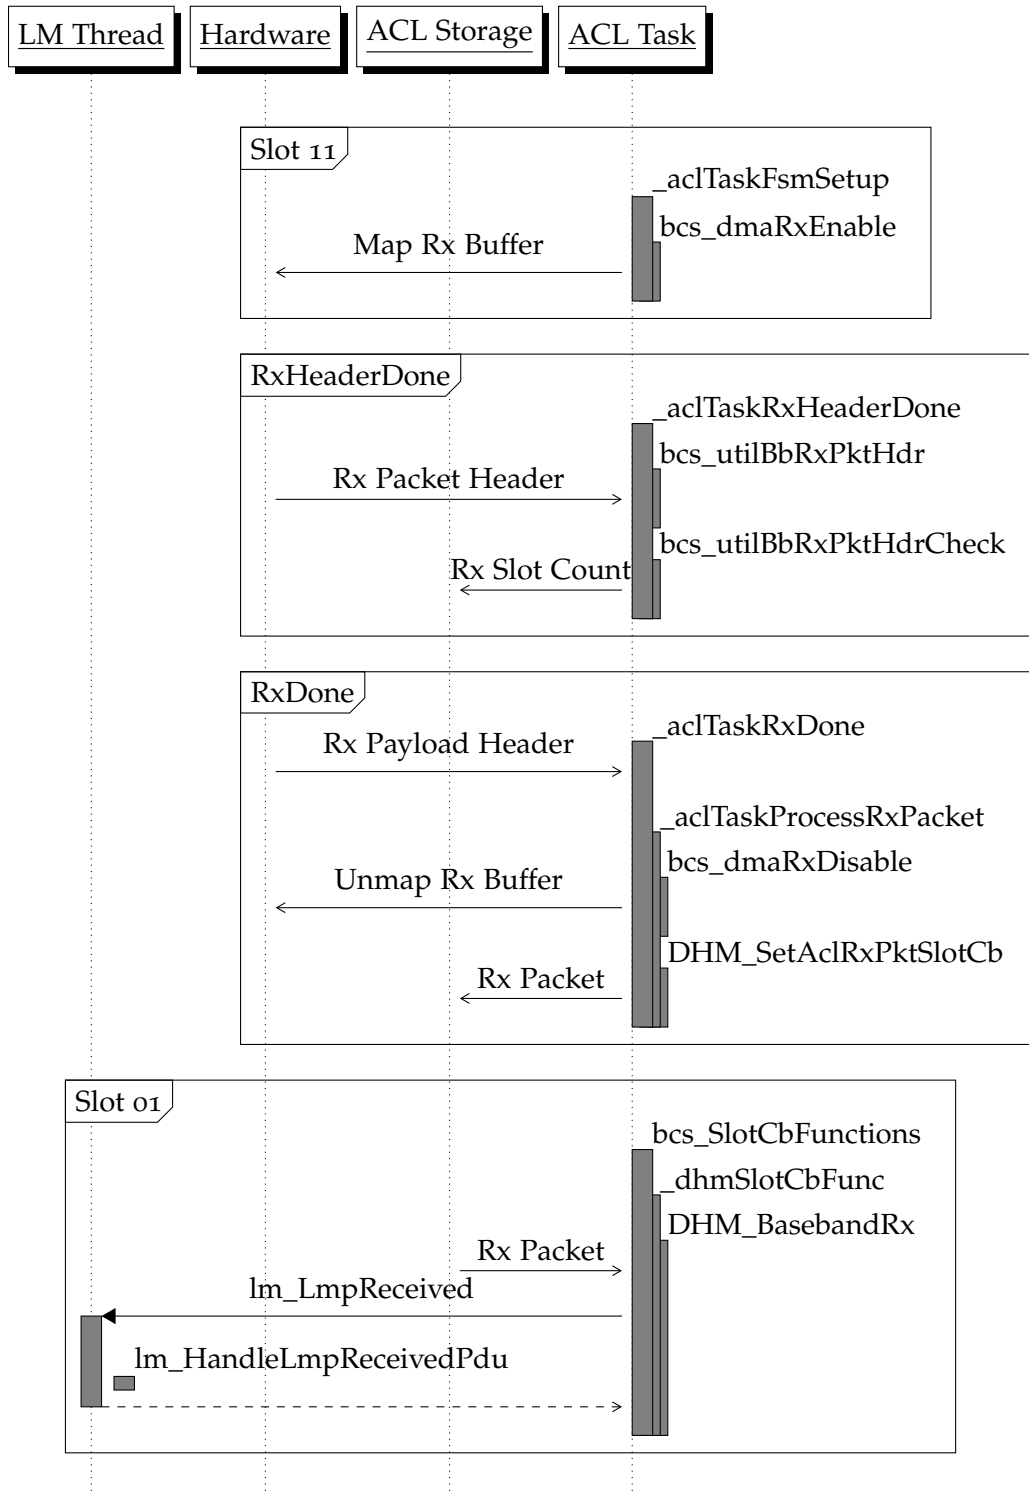 LM Thread Hardware ACL Storage ACL Task
Slot 11
_aclTaskFsmSetup
bcs_dmaRxEnable
Map Rx Buffer
RxHeaderDone
_aclTaskRxHeaderDone
bcs_utilBbRxPktHdr
Rx Packet Header
bcs_utilBbRxPktHdrCheck
Rx Slot Count
RxDone
_aclTaskRxDone
Rx Payload Header
_aclTaskProcessRxPacket
bcs_dmaRxDisable
Unmap Rx Buffer
DHM_SetAclRxPktSlotCb
Rx Packet
Slot 01
bcs_SlotCbFunctions
_dhmSlotCbFunc
DHM_BasebandRx
Rx Packet
lm_LmpReceived
lm_HandleLmpReceivedPdu